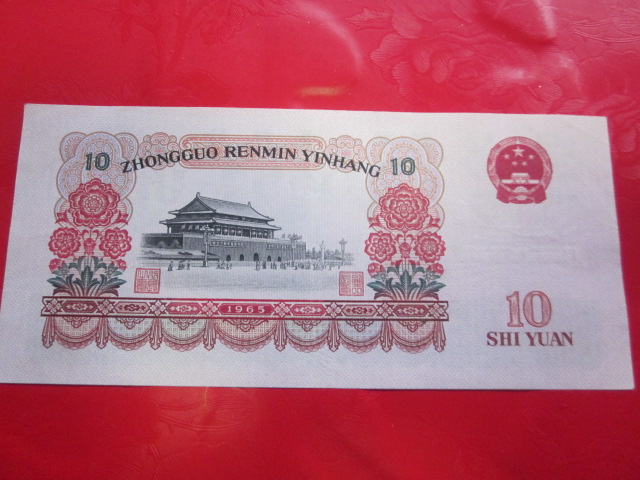 10 ZHONGGUO RENMIN YINHANG 10
1965
10
SHI YUAN